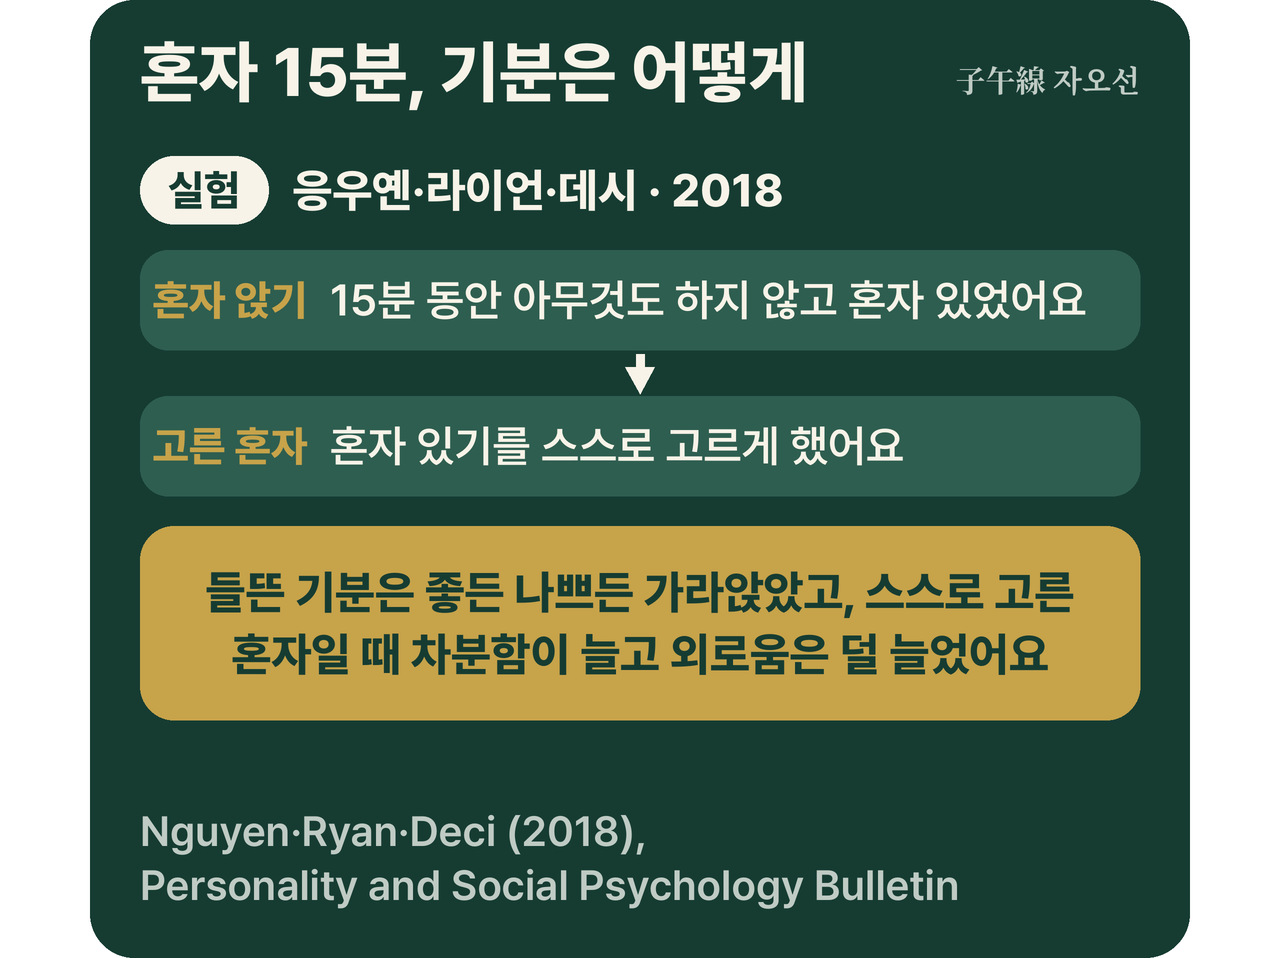 혼자 15분, 기분은 어떻게
子午線 자오선
실험 응우옌·라이언·데시 · 2018
혼자 앉기 15분 동안 아무것도 하지 않고 혼자 있었어요
고른 혼자 혼자 있기를 스스로 고르게 했어요
들뜬 기분은 좋든 나쁘든 가라앉았고, 스스로 고른
혼자일 때 차분함이 늘고 외로움은 덜 늘었어요
Nguyen·Ryan·Deci (2018),
Personality and Social Psychology Bulletin